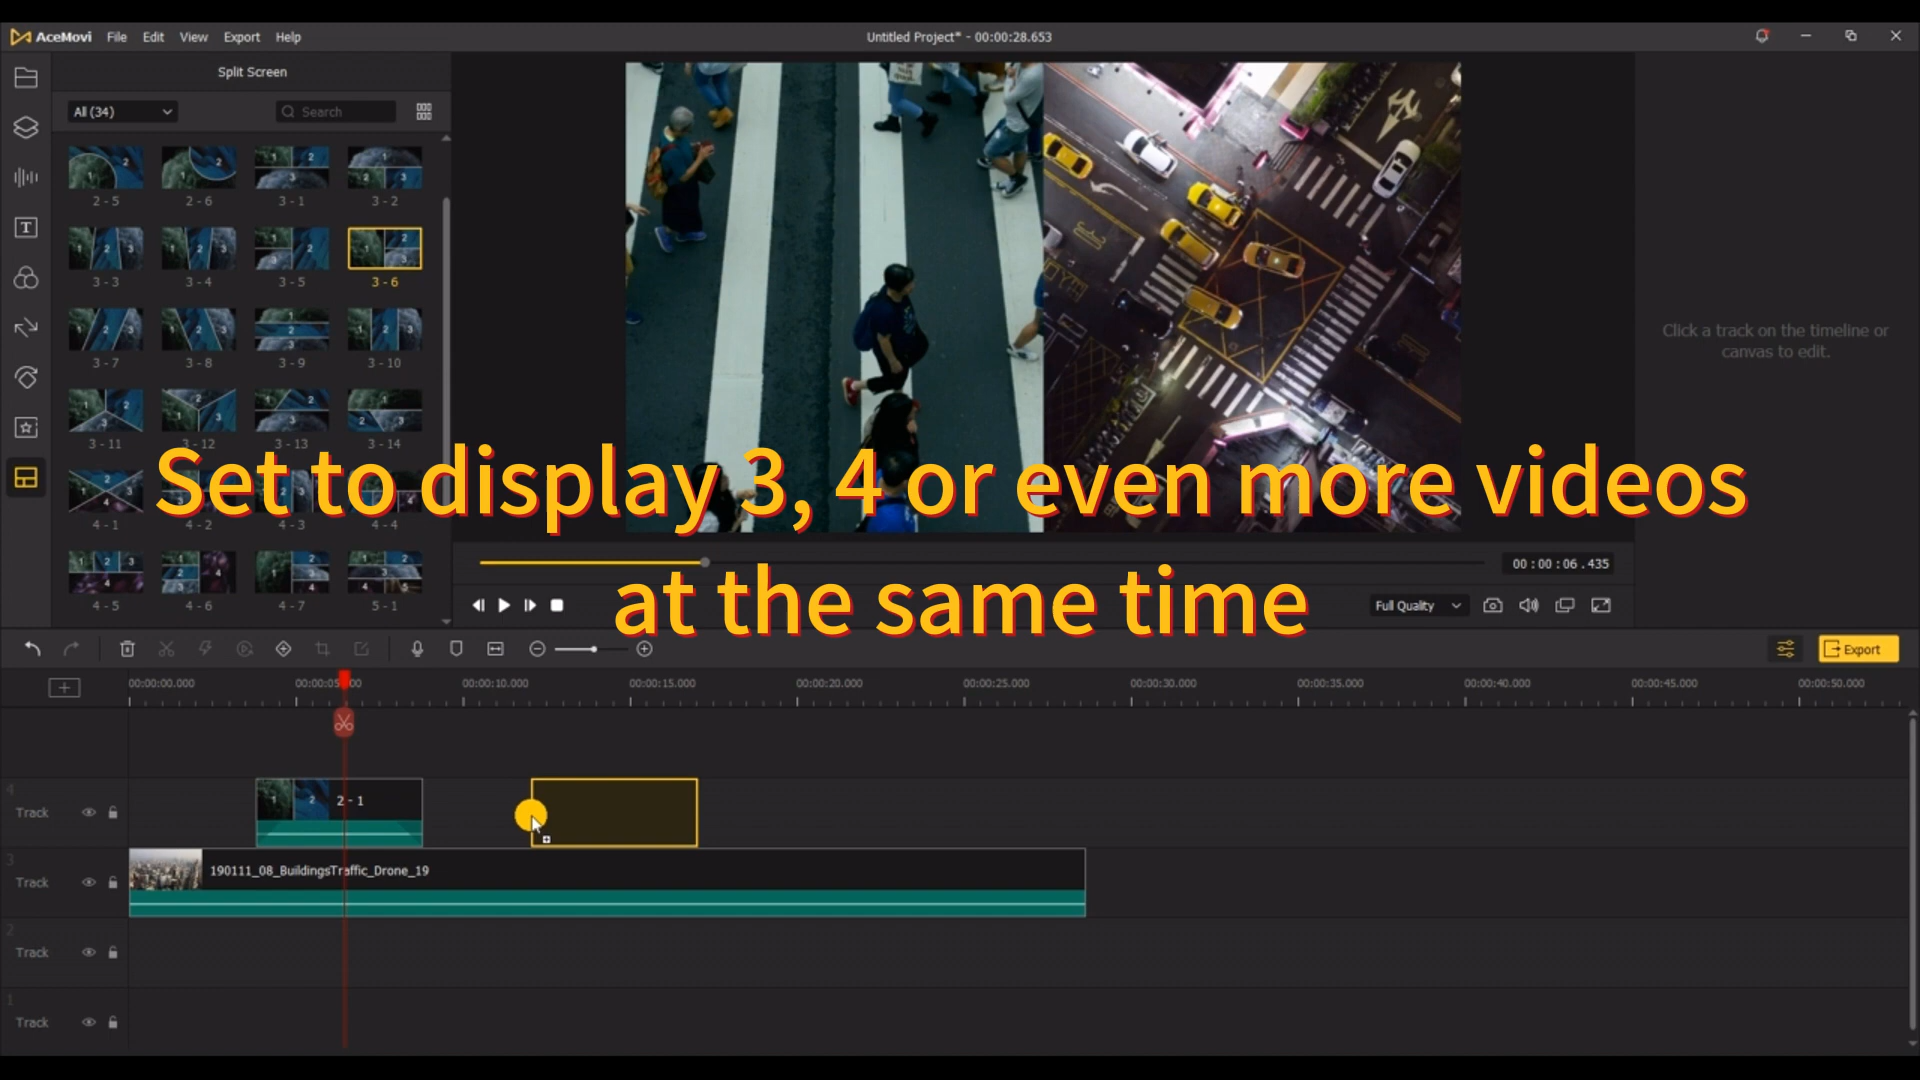 AceMovi File Edit View Export Help
Untitled Project* - 00:00:28.653
Split Screen
All (34)
Search
2 - 5 2 - 6 3 - 1 3 - 2
3 - 3 3 - 4 3 - 5 3 - 6
3 - 7 3 - 8 3 - 9 3 - 10
3 - 11 3 - 12 3 - 13 3 - 14
4 - 1 4 - 2 4 - 3 4 - 4
4 - 5 4 - 6 4 - 7 5 - 1
Click a track on the timeline or
canvas to edit.
Set to display 3, 4 or even more videos
at the same time
00 : 00 : 06 . 435
Full Quality
Export
00:00:00.000 00:00:10.000 00:00:15.000 00:00:20.000 00:00:25.000 00:00:30.000 00:00:35.000 00:00:40.000 00:00:45.000 00:00:50.000
4
Track
2 - 1
3
Track
190111_08_BuildingsTraffic_Drone_19
2
Track
1
Track